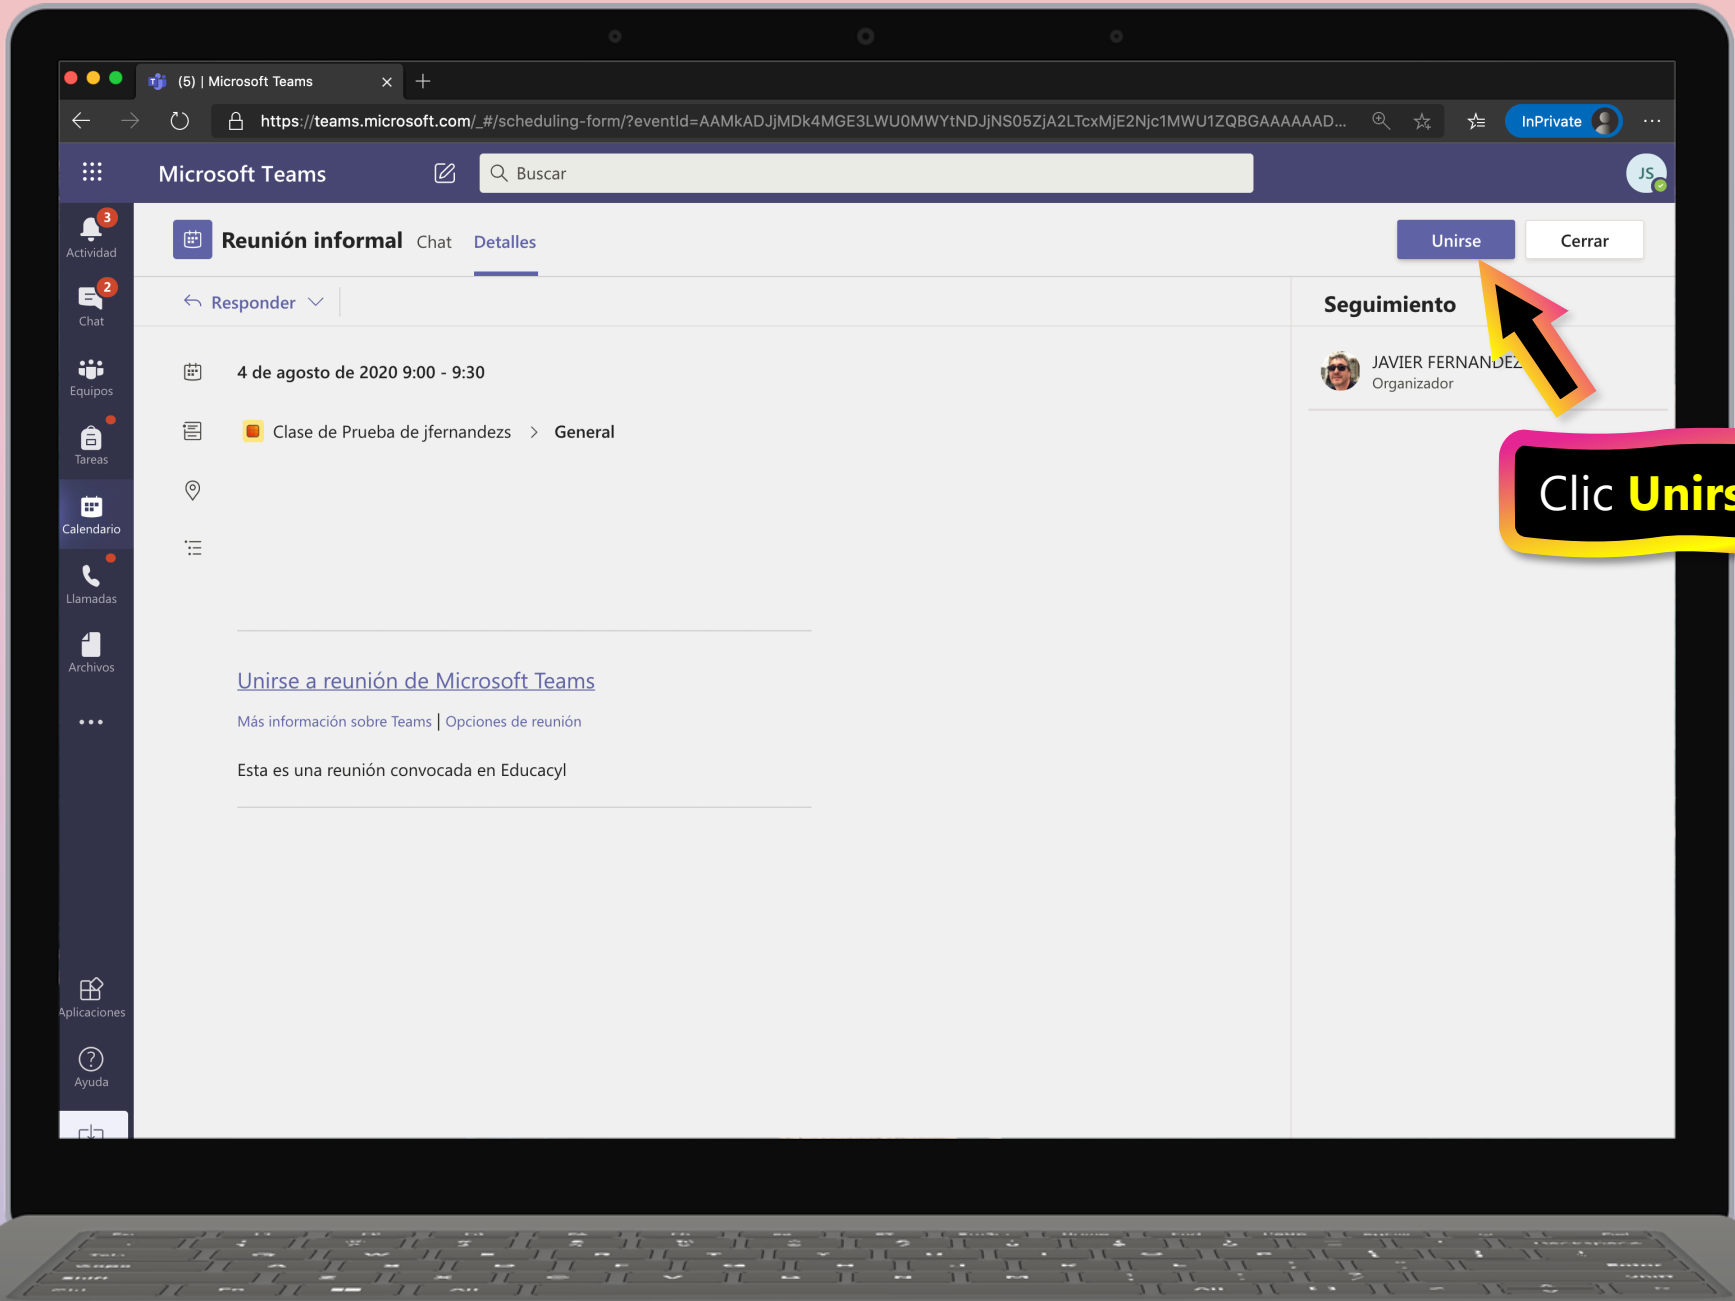 (5) | Microsoft Teams
https://teams.microsoft.com/_#/scheduling-form/?eventId=AAMkADJjMDk4MGE3LWU0MWYtNDJjNS05ZjA2LTcxMjE2Njc1MWU1ZQBGAAAAAAD...
InPrivate
Microsoft Teams
Buscar
JS
3
Actividad
2
Chat
Equipos
Tareas
Calendario
Llamadas
Archivos
Aplicaciones
Ayuda
Reunión informal Chat Detalles
Unirse
Cerrar
Responder
4 de agosto de 2020 9:00 - 9:30
Clase de Prueba de jfernandezs > General
Unirse a reunión de Microsoft Teams
Más información sobre Teams | Opciones de reunión
Esta es una reunión convocada en Educacyl
Seguimiento
JAVIER FERNANDEZ
Organizador
Clic Unirs